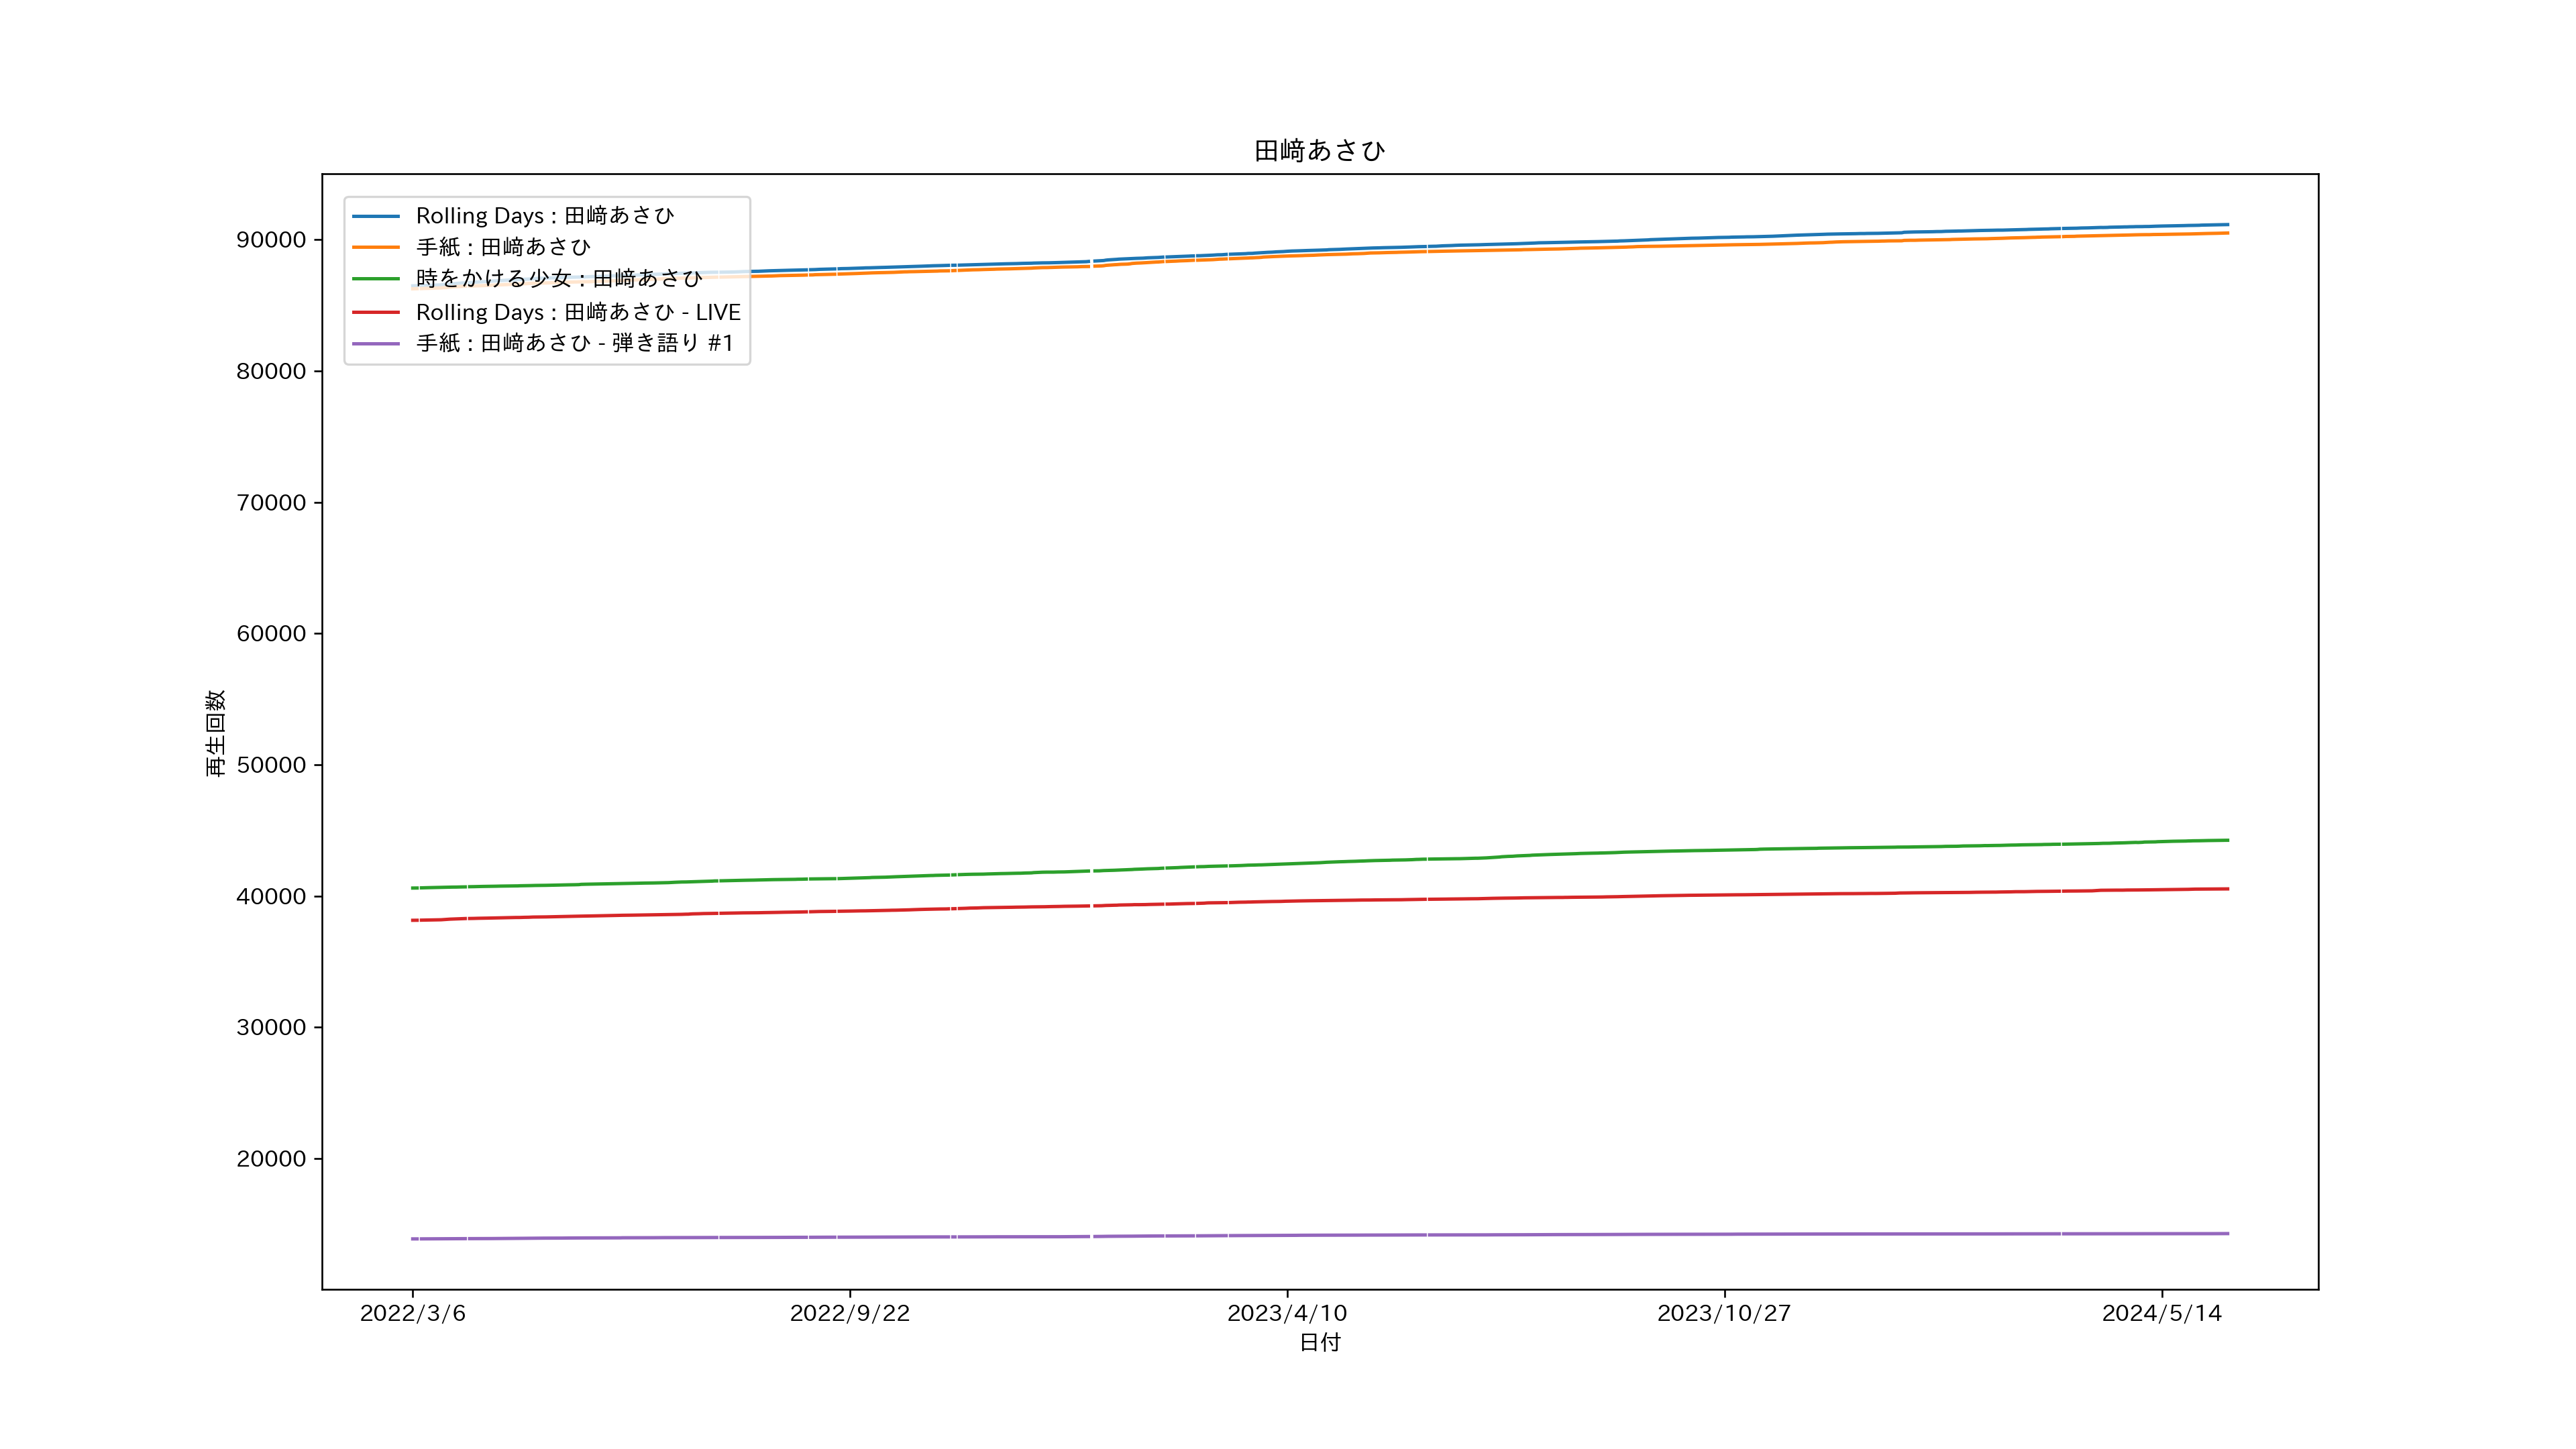 田﨑あさひ
Rolling Days : 田﨑あさひ
手紙 : 田﨑あさひ
時をかける少女 : 田﨑あさひ
Rolling Days : 田﨑あさひ - LIVE
手紙 : 田﨑あさひ - 弾き語り #1
90000
80000
70000
60000
50000
40000
30000
20000
再生回数
2022/3/6
2022/9/22
2023/4/10
2023/10/27
2024/5/14
日付